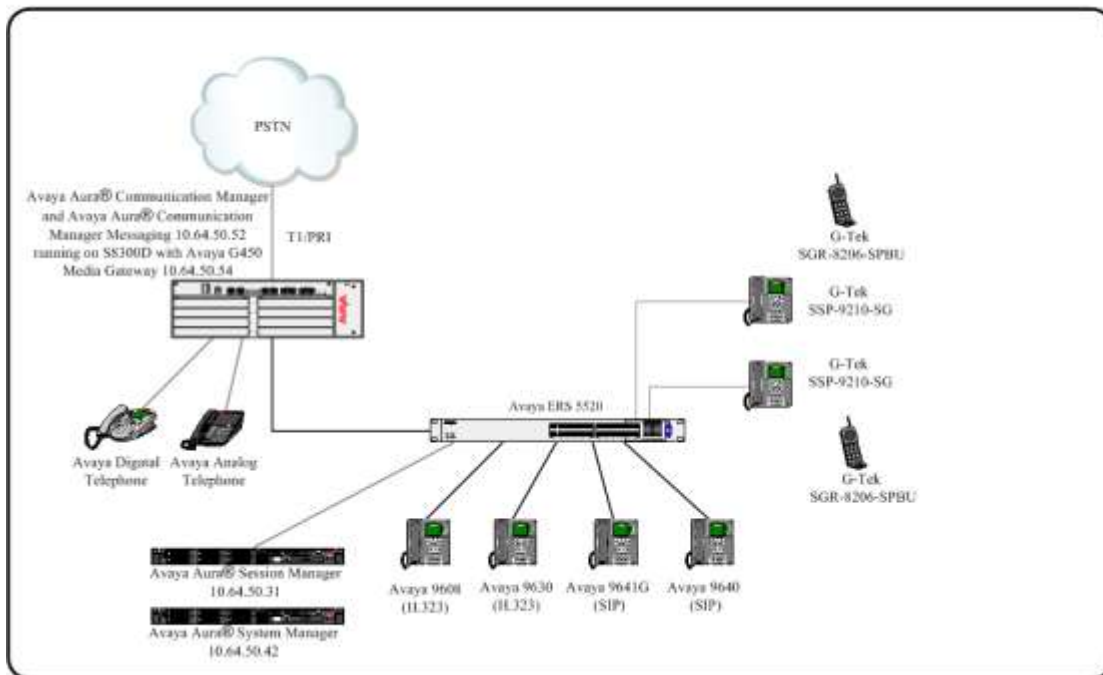 PSTN
Avaya Aura® Communication Manager
and Avaya Aura® Communication
Manager Messaging 10.64.50.52
running on S8300D with Avaya G450
Media Gateway 10.64.50.54
T1/PRI
AVAYA
Avaya Digital
Telephone
Avaya Analog
Telephone
Avaya ERS 5520
G-Tek
SGR-8206-SPBU
G-Tek
SSP-9210-SG
G-Tek
SSP-9210-SG
G-Tek
SGR-8206-SPBU
Avaya Aura® Session Manager
10.64.50.31
Avaya Aura® System Manager
10.64.50.42
Avaya 9608
(H.323)
Avaya 9630
(H.323)
Avaya 9641G
(SIP)
Avaya 9640
(SIP)